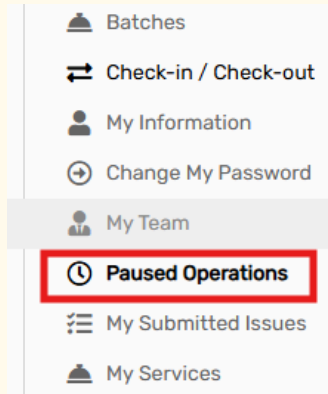 Batches
Check-in / Check-out
My Information
Change My Password
My Team
Paused Operations
My Submitted Issues
My Services